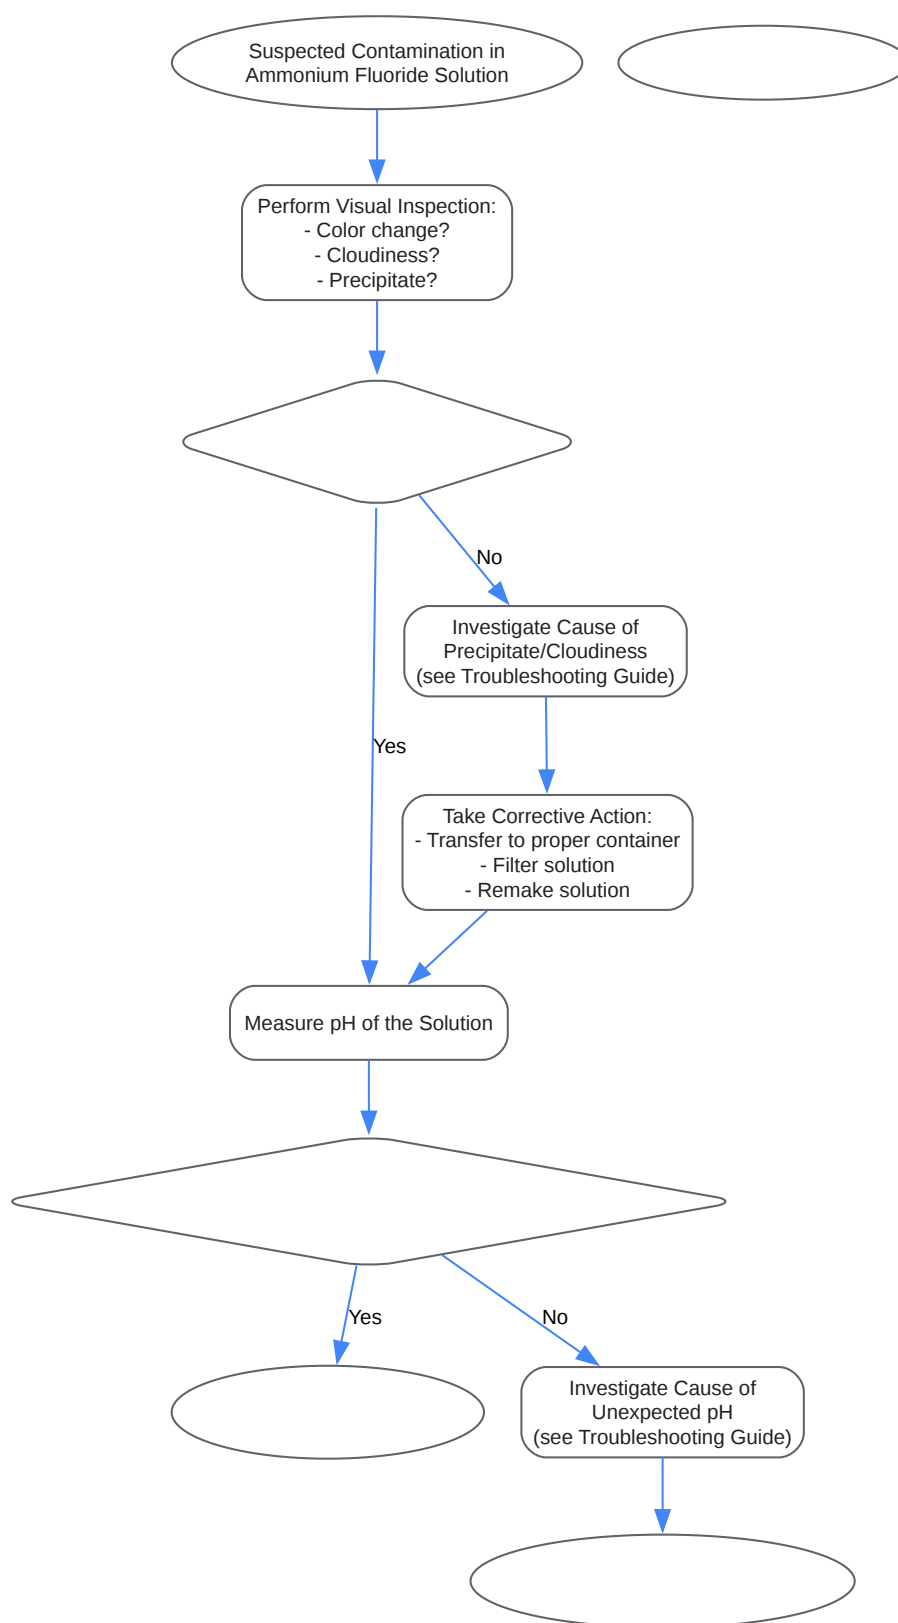 Suspected Contamination in
Ammonium Fluoride Solution
Perform Visual Inspection:
- Color change?
- Cloudiness?
- Precipitate?
No
Investigate Cause of
Precipitate/Cloudiness
(see Troubleshooting Guide)
Yes
Take Corrective Action:
- Transfer to proper container
- Filter solution
- Remake solution
Measure pH of the Solution
Yes
No
Investigate Cause of
Unexpected pH
(see Troubleshooting Guide)